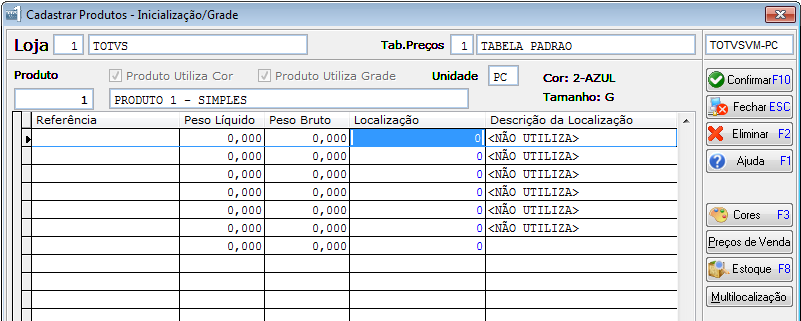 Cadastrar Produtos - Inicialização/Grade
Loja 1 TOTVS Tab.Preços 1 TABELA PADRAO TOTVSVM-PC
Produto Produto Utiliza Cor Produto Utiliza Grade Unidade PC Cor: 2-AZUL
Tamanho: G
1 PRODUTO 1 - SIMPLES
Confirmar F10
Fechar ESC
Eliminar F2
Ajuda F1
Cores F3
Preços de Venda
Estoque F8
Multilocalização
Referência Peso Líquido Peso Bruto Localização Descrição da Localização
0,000 0,000 0 <NÃO UTILIZA>
0,000 0,000 0 <NÃO UTILIZA>
0,000 0,000 0 <NÃO UTILIZA>
0,000 0,000 0 <NÃO UTILIZA>
0,000 0,000 0 <NÃO UTILIZA>
0,000 0,000 0 <NÃO UTILIZA>
0,000 0,000 0